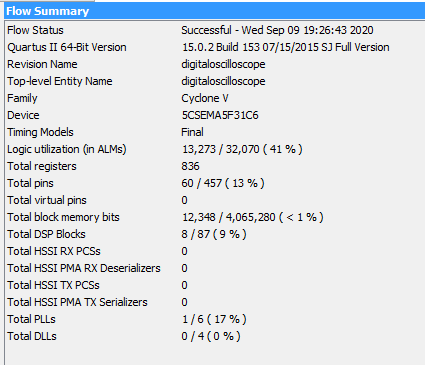 Flow Summary
Flow Status Successful - Wed Sep 09 19:26:43 2020
Quartus II 64-Bit Version 15.0.2 Build 153 07/15/2015 SJ Full Version
Revision Name digitaloscilloscope
Top-level Entity Name digitaloscilloscope
Family Cyclone V
Device 5CSEMA5F31C6
Timing Models Final
Logic utilization (in ALMs) 13,273 / 32,070 ( 41 % )
Total registers 836
Total pins 60 / 457 ( 13 % )
Total virtual pins 0
Total block memory bits 12,348 / 4,065,280 ( < 1 % )
Total DSP Blocks 8 / 87 ( 9 % )
Total HSSI RX PCSs 0
Total HSSI PMA RX Deserializers 0
Total HSSI TX PCSs 0
Total HSSI PMA TX Serializers 0
Total PLLs 1 / 6 ( 17 % )
Total DLLs 0 / 4 ( 0 % )